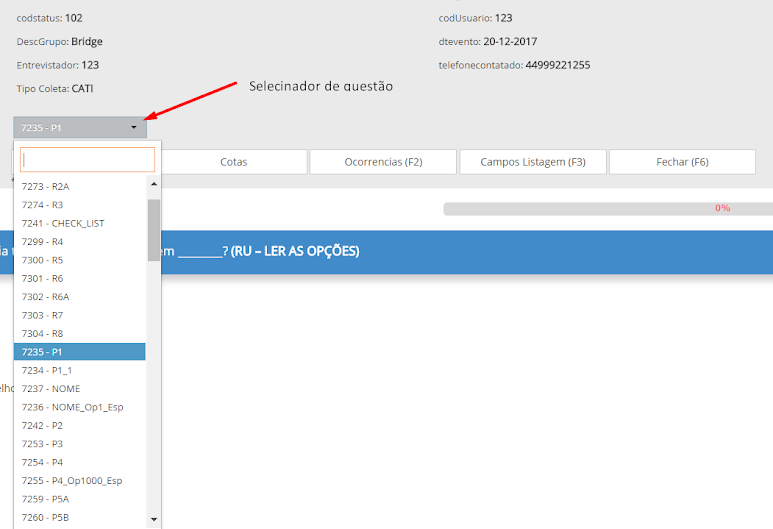 codstatus: 102
codUsuario: 123
DescGrupo: Bridge
dtevento: 20-12-2017
Entrevistador: 123
telefonecontatado: 44999221255
Tipo Coleta: CATI
Selecinador de questão
7235 - P1
Cotas
Ocorrencias (F2)
Campos Listagem (F3)
Fechar (F6)
7273 - R2A
7274 - R3
0%
7241 - CHECK_LIST
7299 - R4
ia
em ________? (RU – LER AS OPÇÕES)
7300 - R5
7301 - R6
7302 - R6A
7303 - R7
7304 - R8
7235 - P1
7234 - P1_1
7237 - NOME
7236 - NOME_Op1_Esp
7242 - P2
7253 - P3
7254 - P4
7255 - P4_Op1000_Esp
7259 - P5A
7260 - P5B